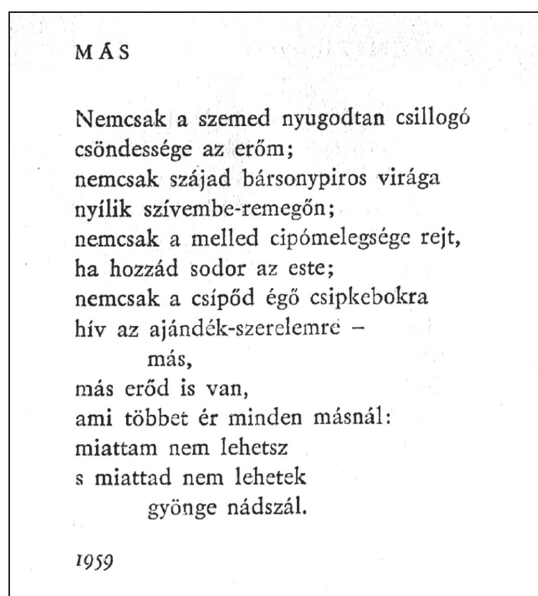 MÁS
Nemcsak a szemed nyugodtan csillogó
csöndessége az erőm;
nemcsak szájad bársonypiros virága
nyílik szívembe-remegőn;
nemcsak a melled cipómelegsége rejt,
ha hozzád sodor az este;
nemcsak a csípőd égő csipkebokra
hív az ajándék-szerelemre –
más,
más erőd is van,
ami többet ér minden másnál:
miattam nem lehetsz
s miattad nem lehetek
gyönge nádszál.
1959